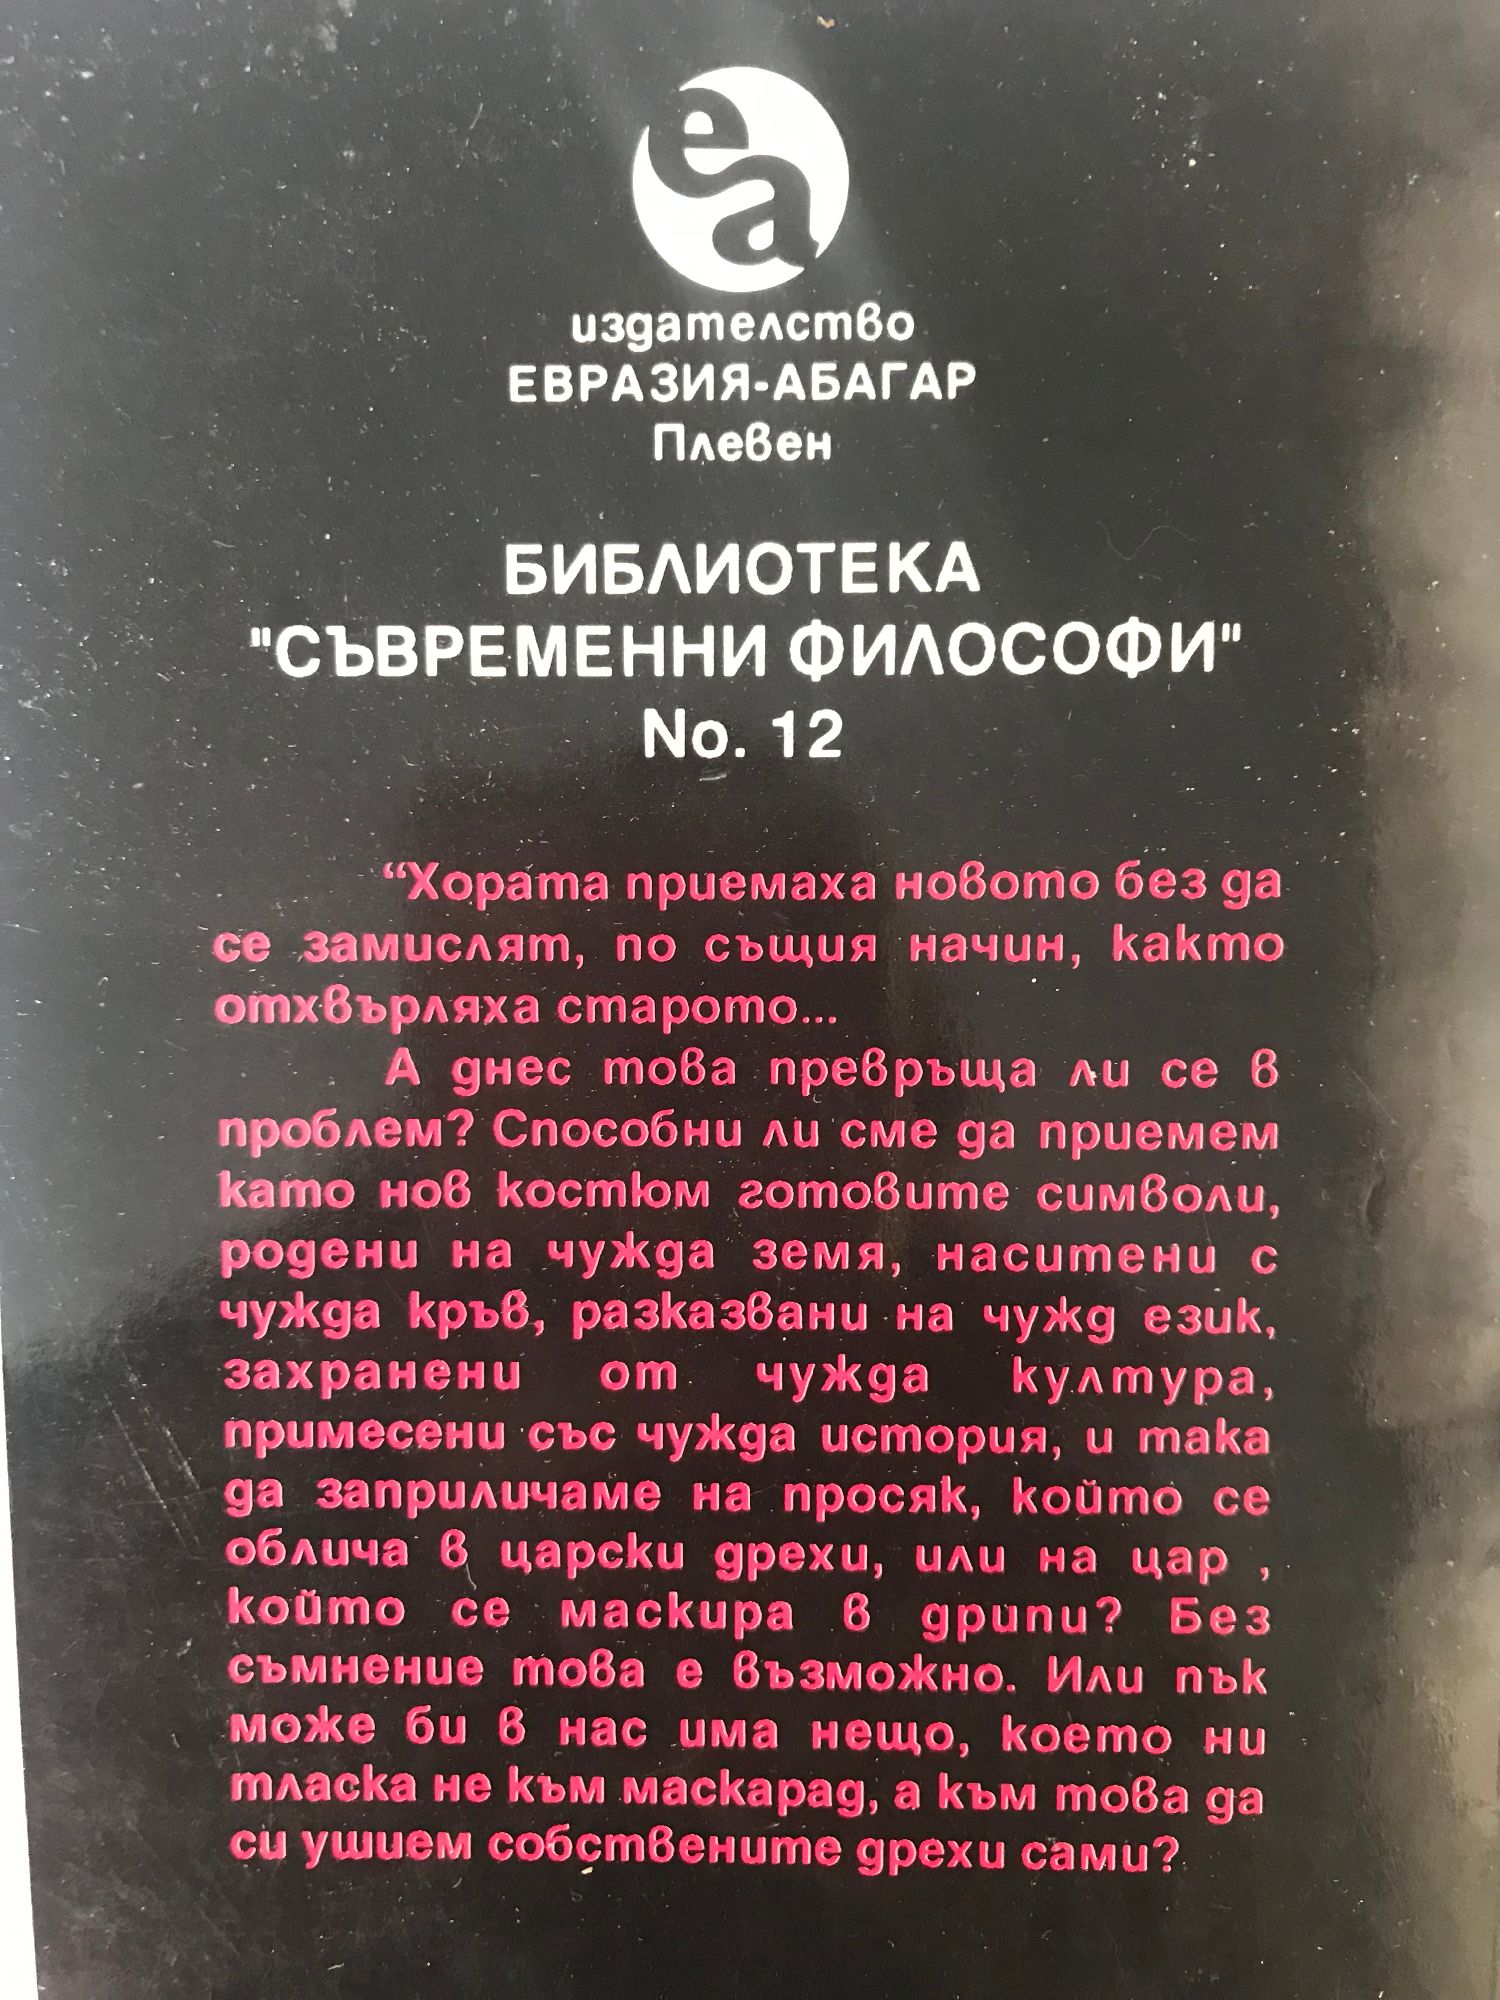 еа
издателство
ЕВРАЗИЯ-АБАГАР
Плевен
БИБЛИОТЕКА
"СЪВРЕМЕННИ ФИЛОСОФИ"
No. 12
“Хората приемаха новото без да
се замислят, по същия начин, както
отхвърляха старото...
А днес това превръща ли се в
проблем? Способни ли сме да приемем
като нов костюм готовите символи,
родени на чужда земя, наситени с
чужда кръв, разказвани на чужд език,
захранени от чужда култура,
примесени със чужда история, и така
да заприличаме на просяк, който се
облича в царски дрехи, или на цар ,
който се маскира в дрипи? Без
съмнение това е възможно. Или пък
може би в нас има нещо, което ни
тласка не към маскарад, а към това да
си ушием собствените дрехи сами?